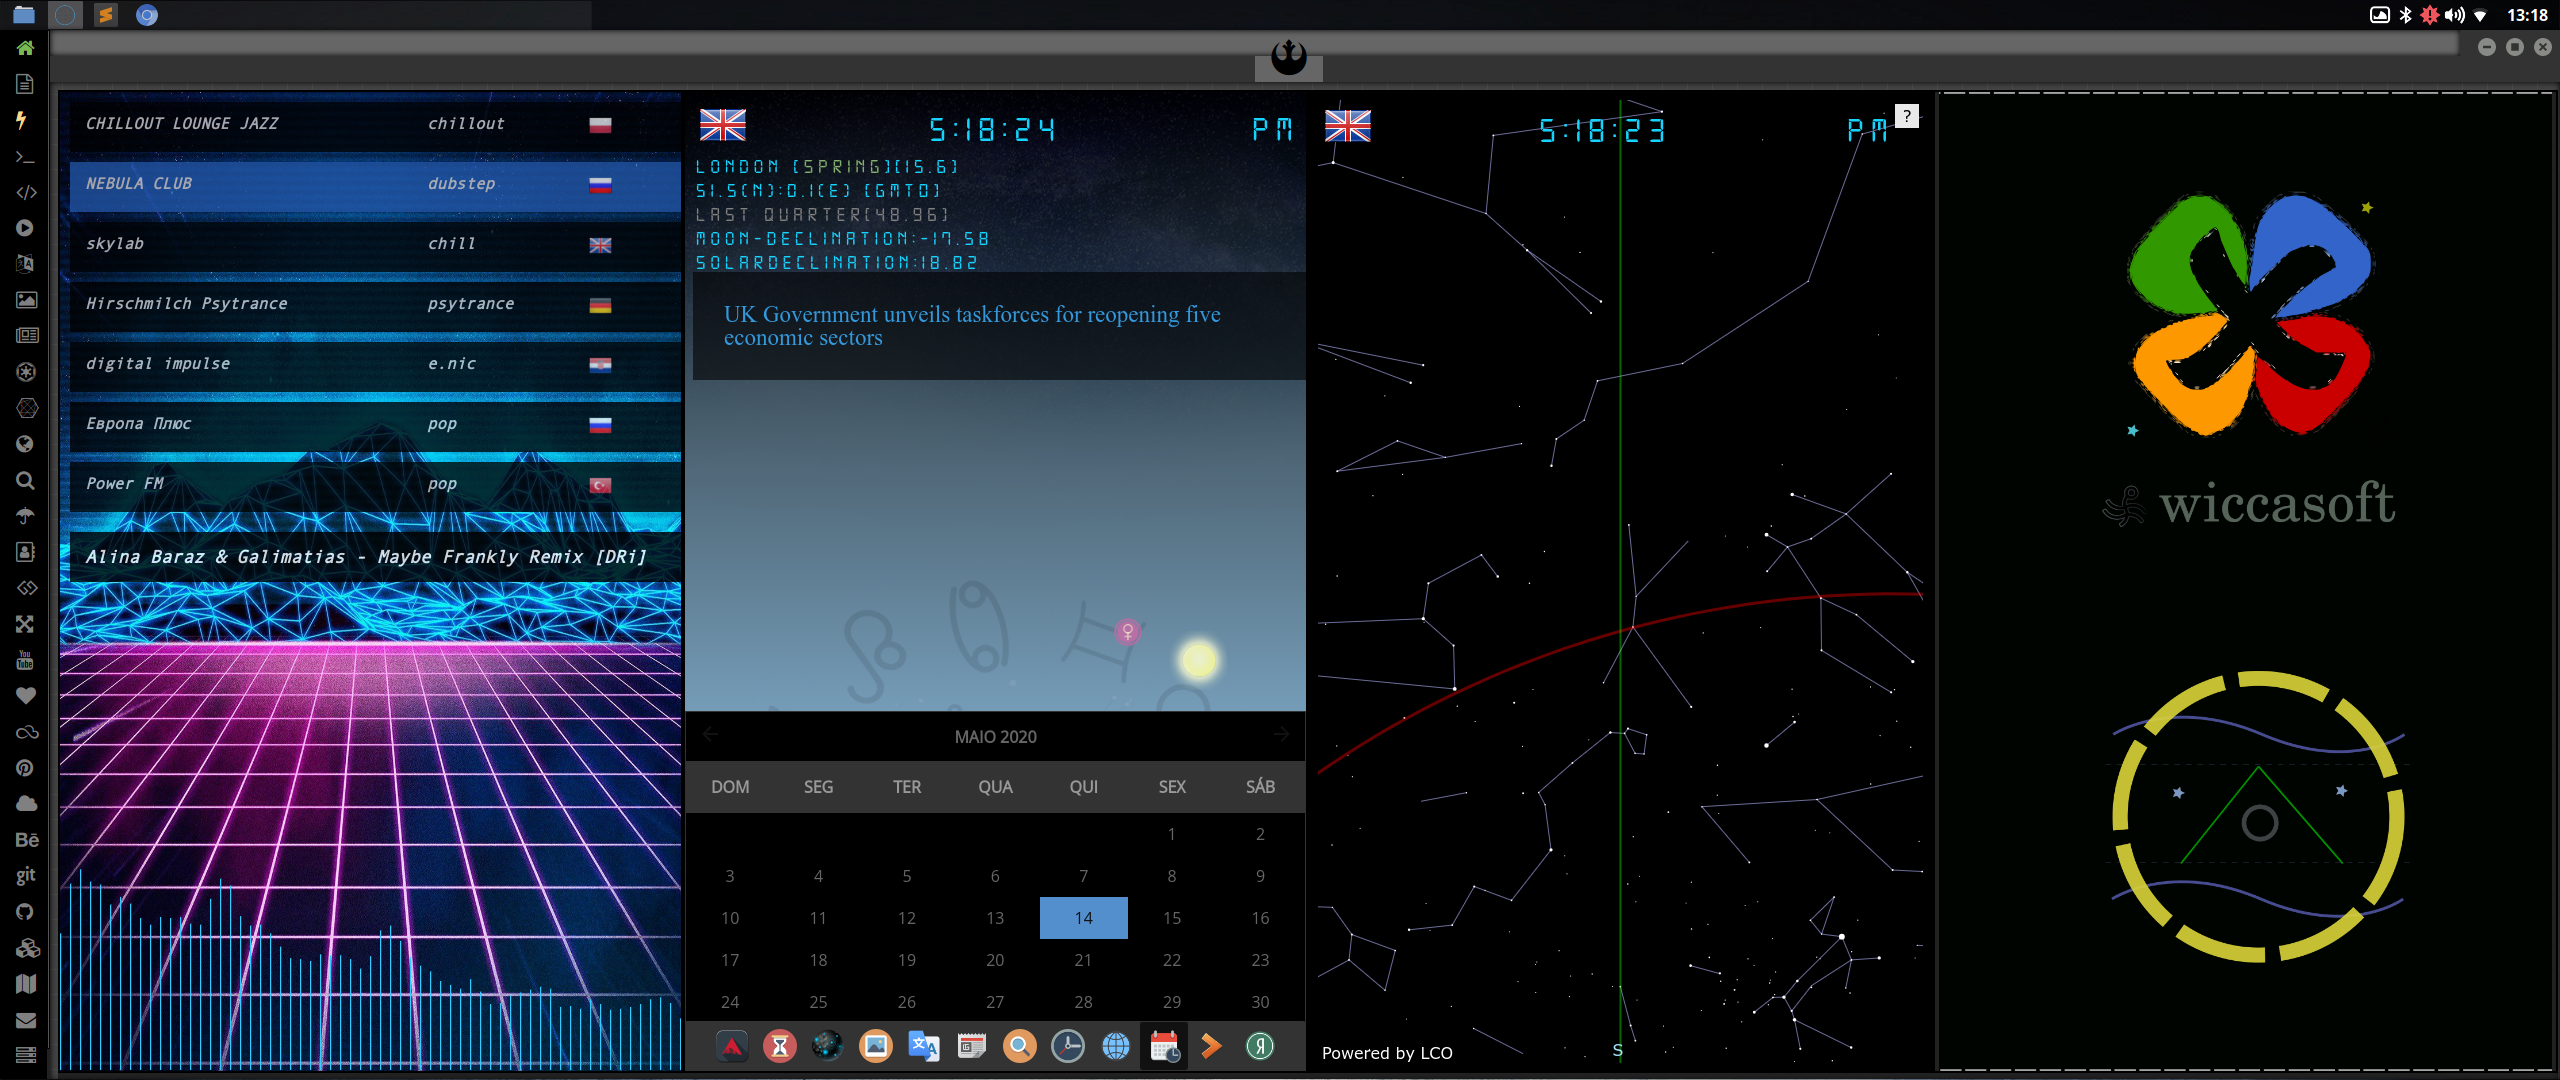 13:18
CHILLOUT LOUNGE JAZZ chillout
NEBULA CLUB dubstep
skylab chill
Hirschmilch Psytrance psytrance
digital impulse e.nic
Европа Плюс pop
Power FM pop
Alina Baraz & Galimatias - Maybe Frankly Remix [DRi]
You
Tube
Bē
git
5:18:24 PM
LONDON [SPRING][15.6]
51.5(N):0.1(E) [GMT0]
LAST QUARTER[48.96]
MOON-DECLINATION:-17.58
SOLARDECLINATION:18.82
UK Government unveils taskforces for reopening five
economic sectors
MAIO 2020
DOM SEG TER QUA QUI SEX SÁB
1 2
3 4 5 6 7 8 9
10 11 12 13 14 15 16
17 18 19 20 21 22 23
24 25 26 27 28 29 30
Я
5:18:23 PM
?
S
Powered by LCO
wiccasoft